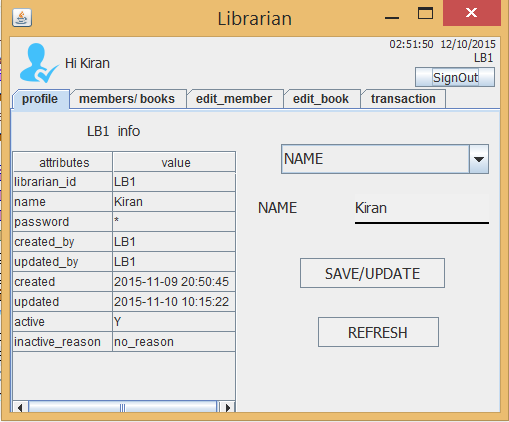 Librarian
02:51:50 12/10/2015
Hi Kiran
LB1
SignOut
profile members/ books edit_member edit_book transaction
LB1 info
attributes value
librarian_id LB1
name Kiran
password *
created_by LB1
updated_by LB1
created 2015-11-09 20:50:45
updated 2015-11-10 10:15:22
active Y
inactive_reason no_reason
NAME
NAME Kiran
SAVE/UPDATE
REFRESH